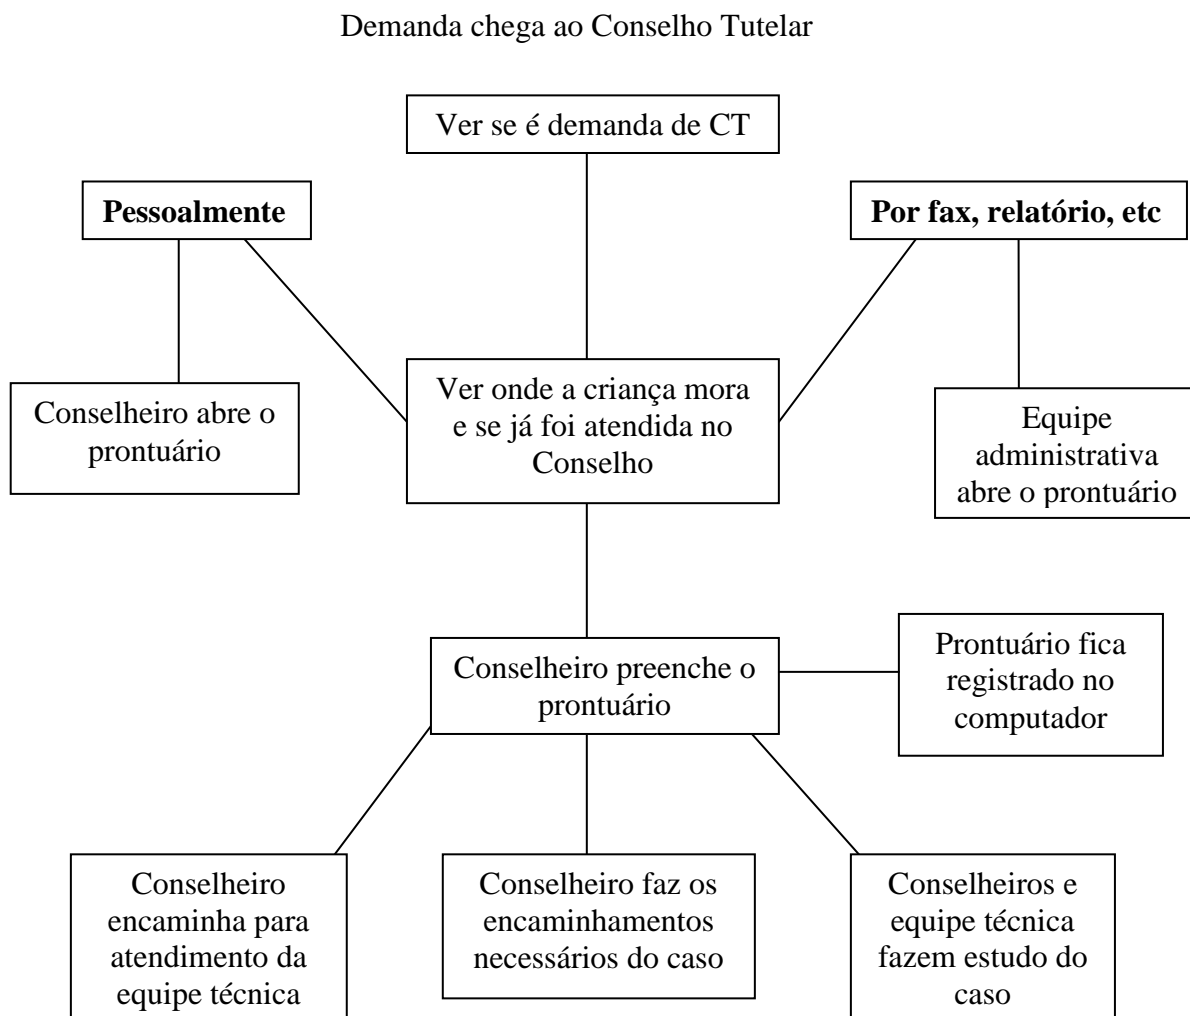 Demanda chega ao Conselho Tutelar
Ver se é demanda de CT
Pessoalmente
Por fax, relatório, etc
Conselheiro abre o
prontuário
Ver onde a criança mora
e se já foi atendida no
Conselho
Equipe
administrativa
abre o prontuário
Conselheiro preenche o
prontuário
Prontuário fica
registrado no
computador
Conselheiro
encaminha para
atendimento da
equipe técnica
Conselheiro faz os
encaminhamentos
necessários do caso
Conselheiros e
equipe técnica
fazem estudo do
caso